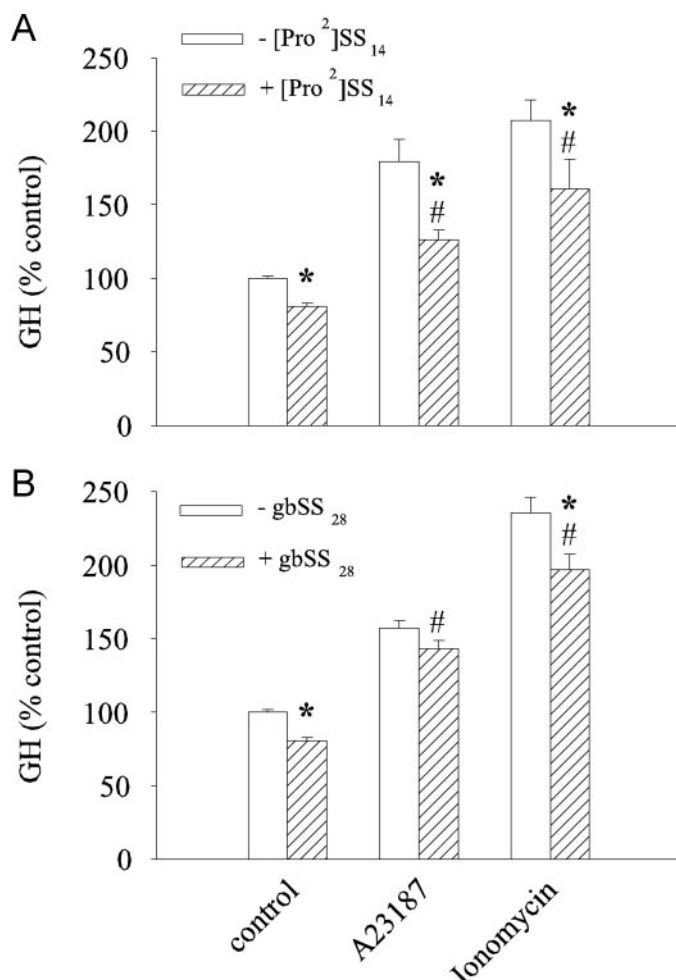 A
- [Pro 2]SS 14
+ [Pro 2]SS 14
GH (% control)
250
200
150
100
50
0
*
*
#
*
#
B
- gbSS 28
+ gbSS 28
GH (% control)
250
200
150
100
50
0
*
#
*
#
control
A23187
Ionomycin